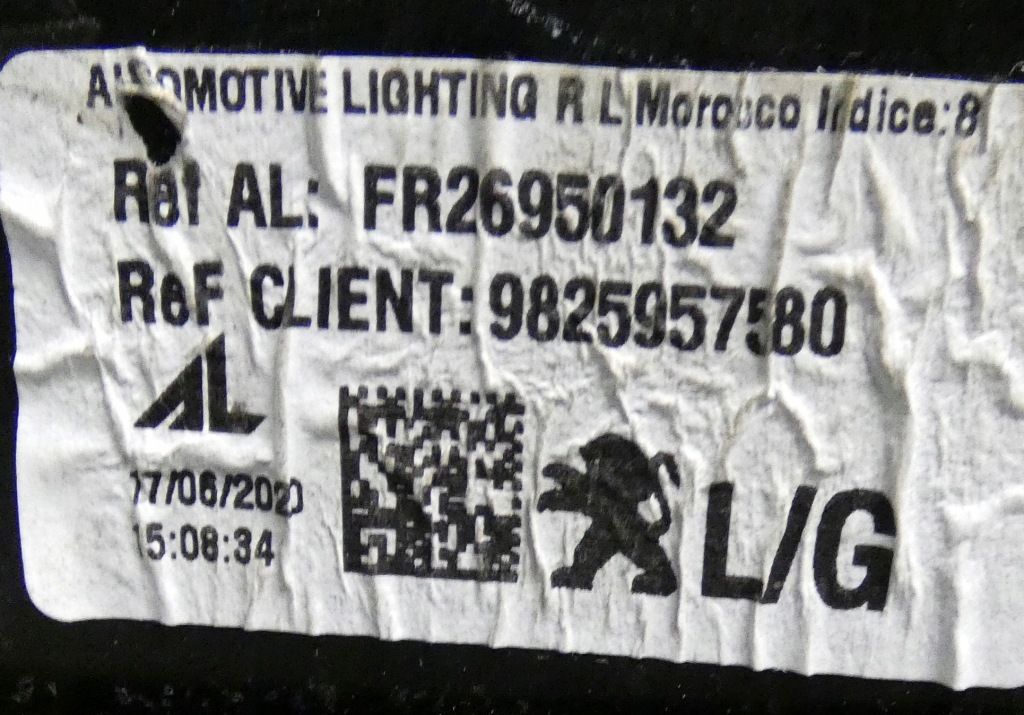 AUTOMOTIVE LIGHTING R L Morocco Indice:8
Ref AL: FR26950132
ReF CLIENT: 9825957580
AL
17/06/2020
15:08:34
L/G